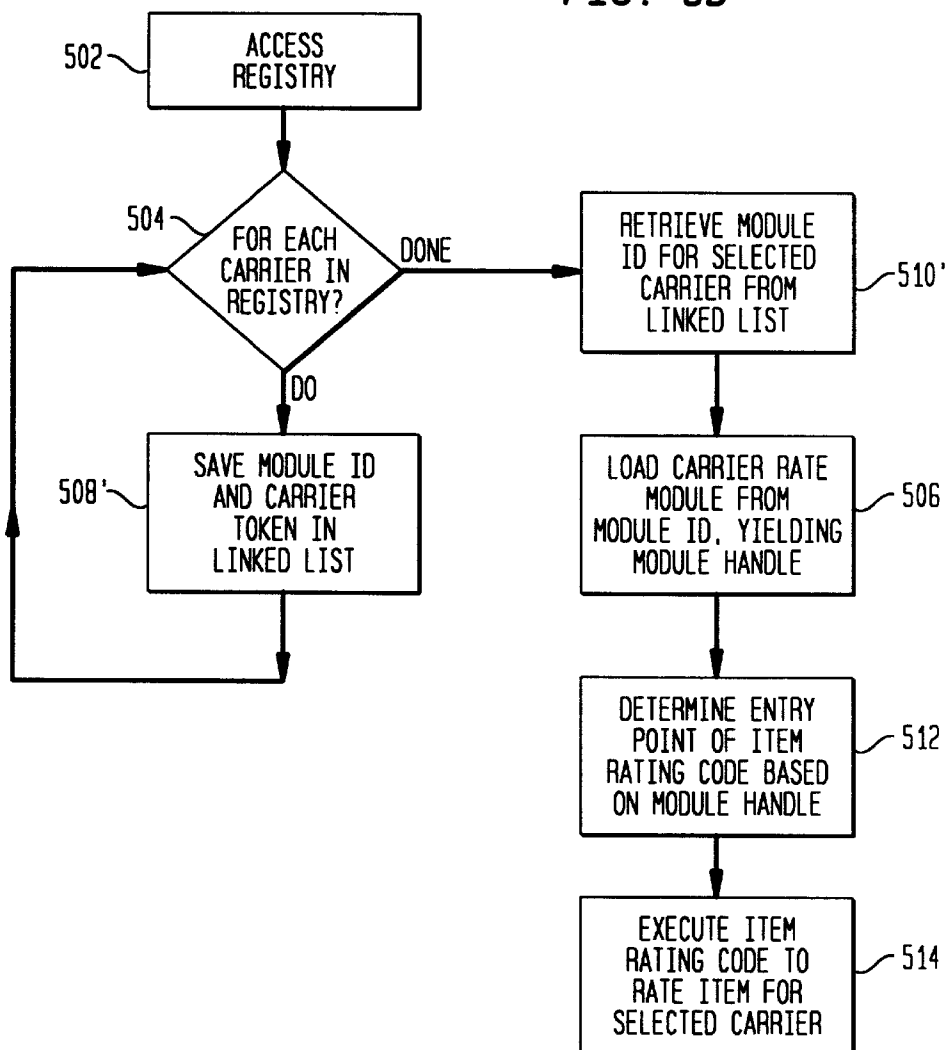 502
ACCESS
REGISTRY
504
FOR EACH
CARRIER IN
REGISTRY?
DONE
DO
508'
SAVE MODULE ID
AND CARRIER
TOKEN IN
LINKED LIST
RETRIEVE MODULE
ID FOR SELECTED
CARRIER FROM
LINKED LIST
510'
LOAD CARRIER RATE
MODULE FROM
MODULE ID, YIELDING
MODULE HANDLE
506
DETERMINE ENTRY
POINT OF ITEM
RATING CODE BASED
ON MODULE HANDLE
512
EXECUTE ITEM
RATING CODE TO
RATE ITEM FOR
SELECTED CARRIER
514